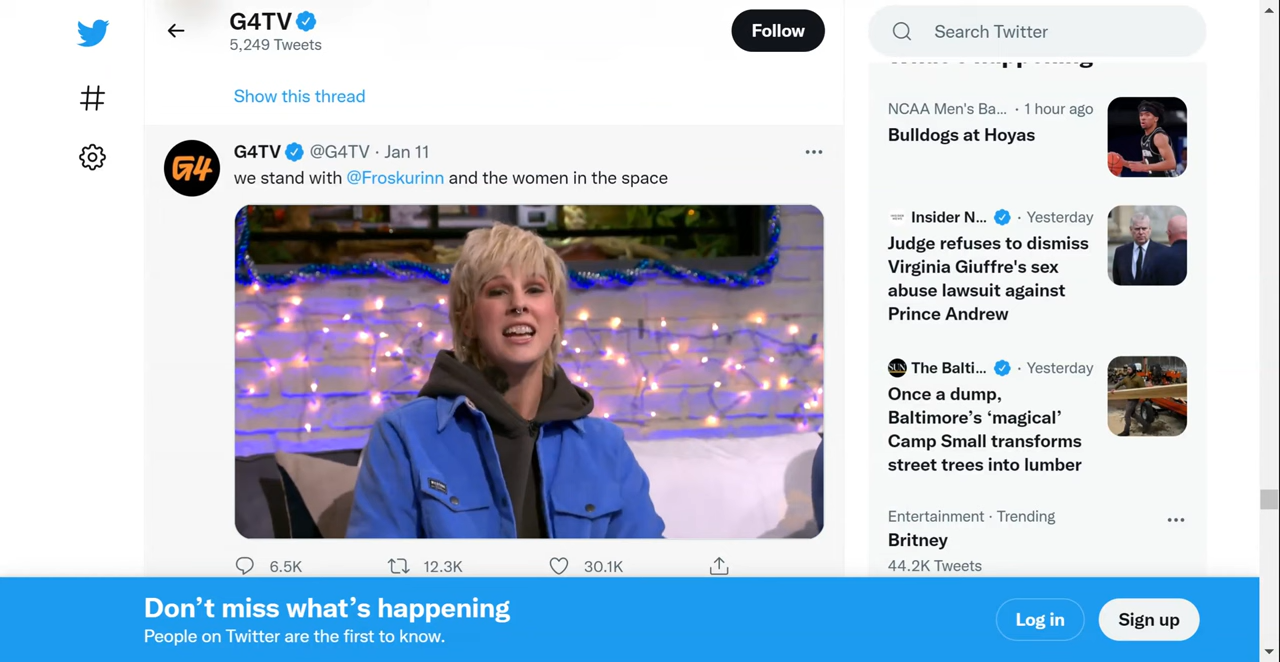 G4TV
5,249 Tweets
Follow
Show this thread
G4
G4TV @G4TV · Jan 11
we stand with @Froskurinn and the women in the space
6.5K 12.3K 30.1K
Search Twitter
What's happening
NCAA Men's Ba... · 1 hour ago
Bulldogs at Hoyas
Insider N... · Yesterday
Judge refuses to dismiss
Virginia Giuffre's sex
abuse lawsuit against
Prince Andrew
SUN The Balti... · Yesterday
Once a dump,
Baltimore’s ‘magical’
Camp Small transforms
street trees into lumber
Entertainment · Trending
Britney
44.2K Tweets
Don’t miss what’s happening
People on Twitter are the first to know.
Log in
Sign up